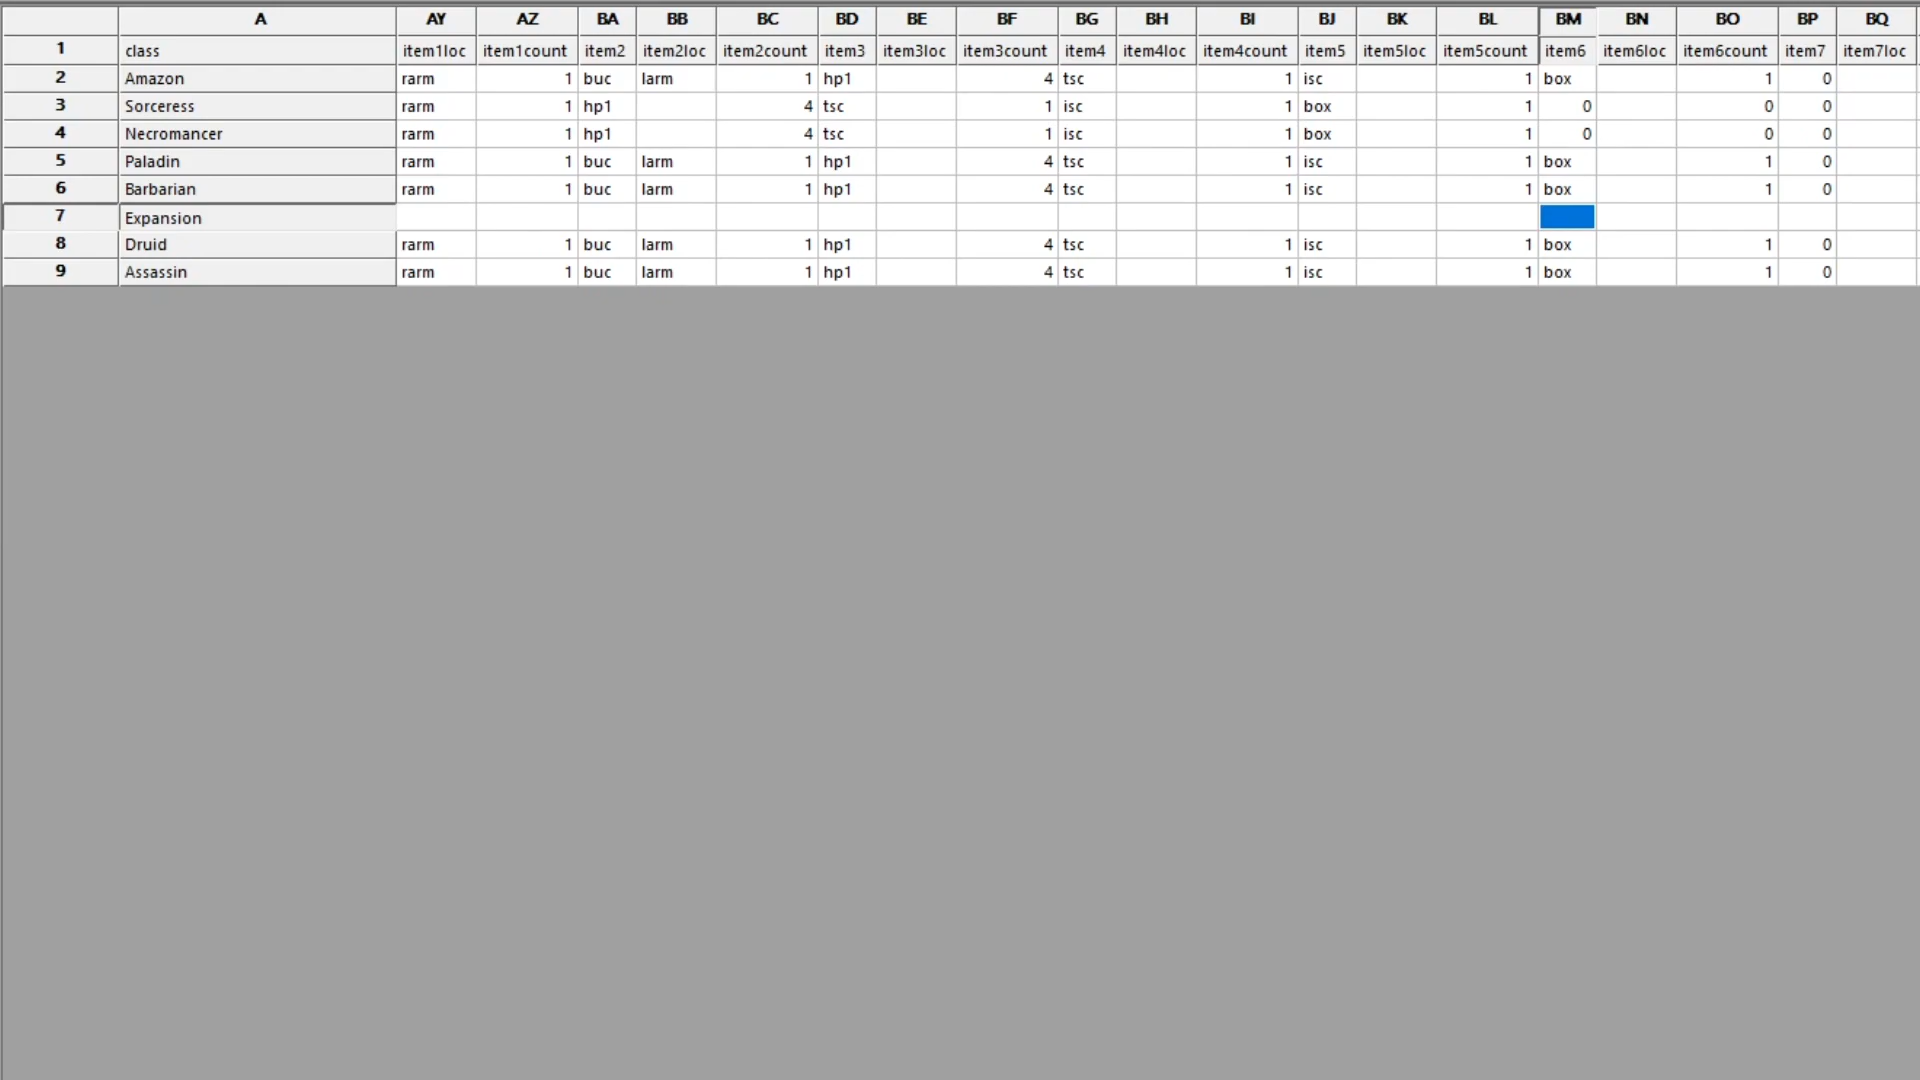 A AY AZ BA BB BC BD BE BF BG BH BI BJ BK BL BM BN BO BP BQ
1 class item1loc item1count item2 item2loc item2count item3 item3loc item3count item4 item4loc item4count item5 item5loc item5count item6 item6loc item6count item7 item7loc
2 Amazon rarm 1 buc larm 1 hp1 4 tsc 1 isc 1 box 1 0
3 Sorceress rarm 1 hp1 4 tsc 1 isc 1 box 1 0 0 0
4 Necromancer rarm 1 hp1 4 tsc 1 isc 1 box 1 0 0 0
5 Paladin rarm 1 buc larm 1 hp1 4 tsc 1 isc 1 box 1 0
6 Barbarian rarm 1 buc larm 1 hp1 4 tsc 1 isc 1 box 1 0
7 Expansion
8 Druid rarm 1 buc larm 1 hp1 4 tsc 1 isc 1 box 1 0
9 Assassin rarm 1 buc larm 1 hp1 4 tsc 1 isc 1 box 1 0